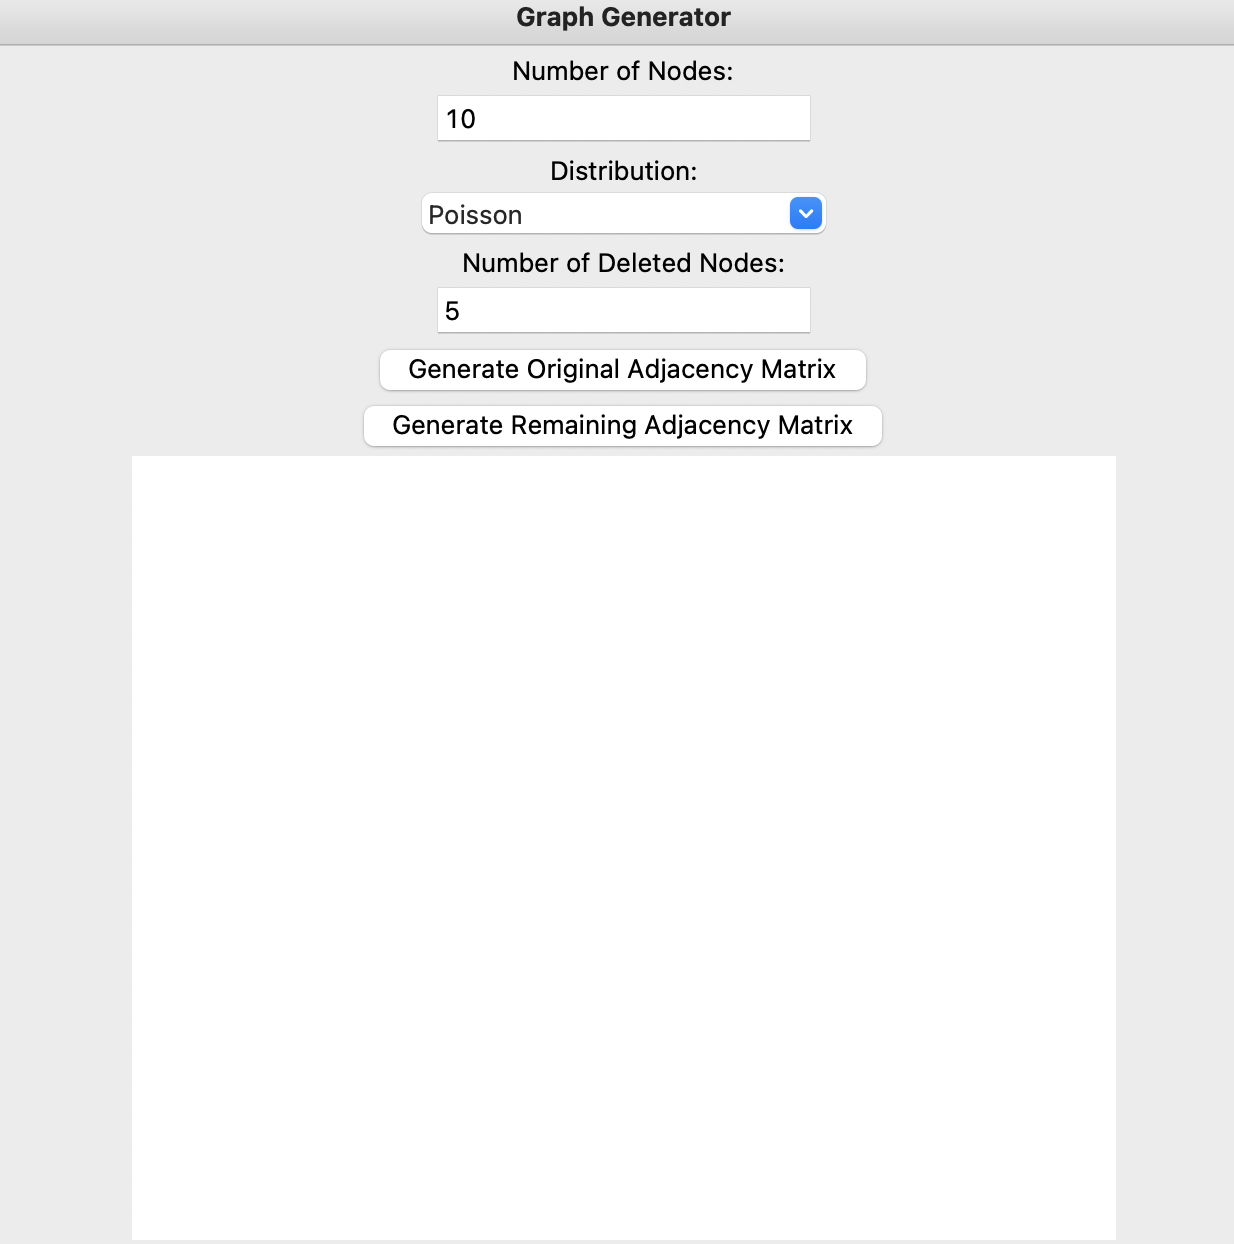 Graph Generator
Number of Nodes:
10
Distribution:
Poisson
Number of Deleted Nodes:
5
Generate Original Adjacency Matrix
Generate Remaining Adjacency Matrix